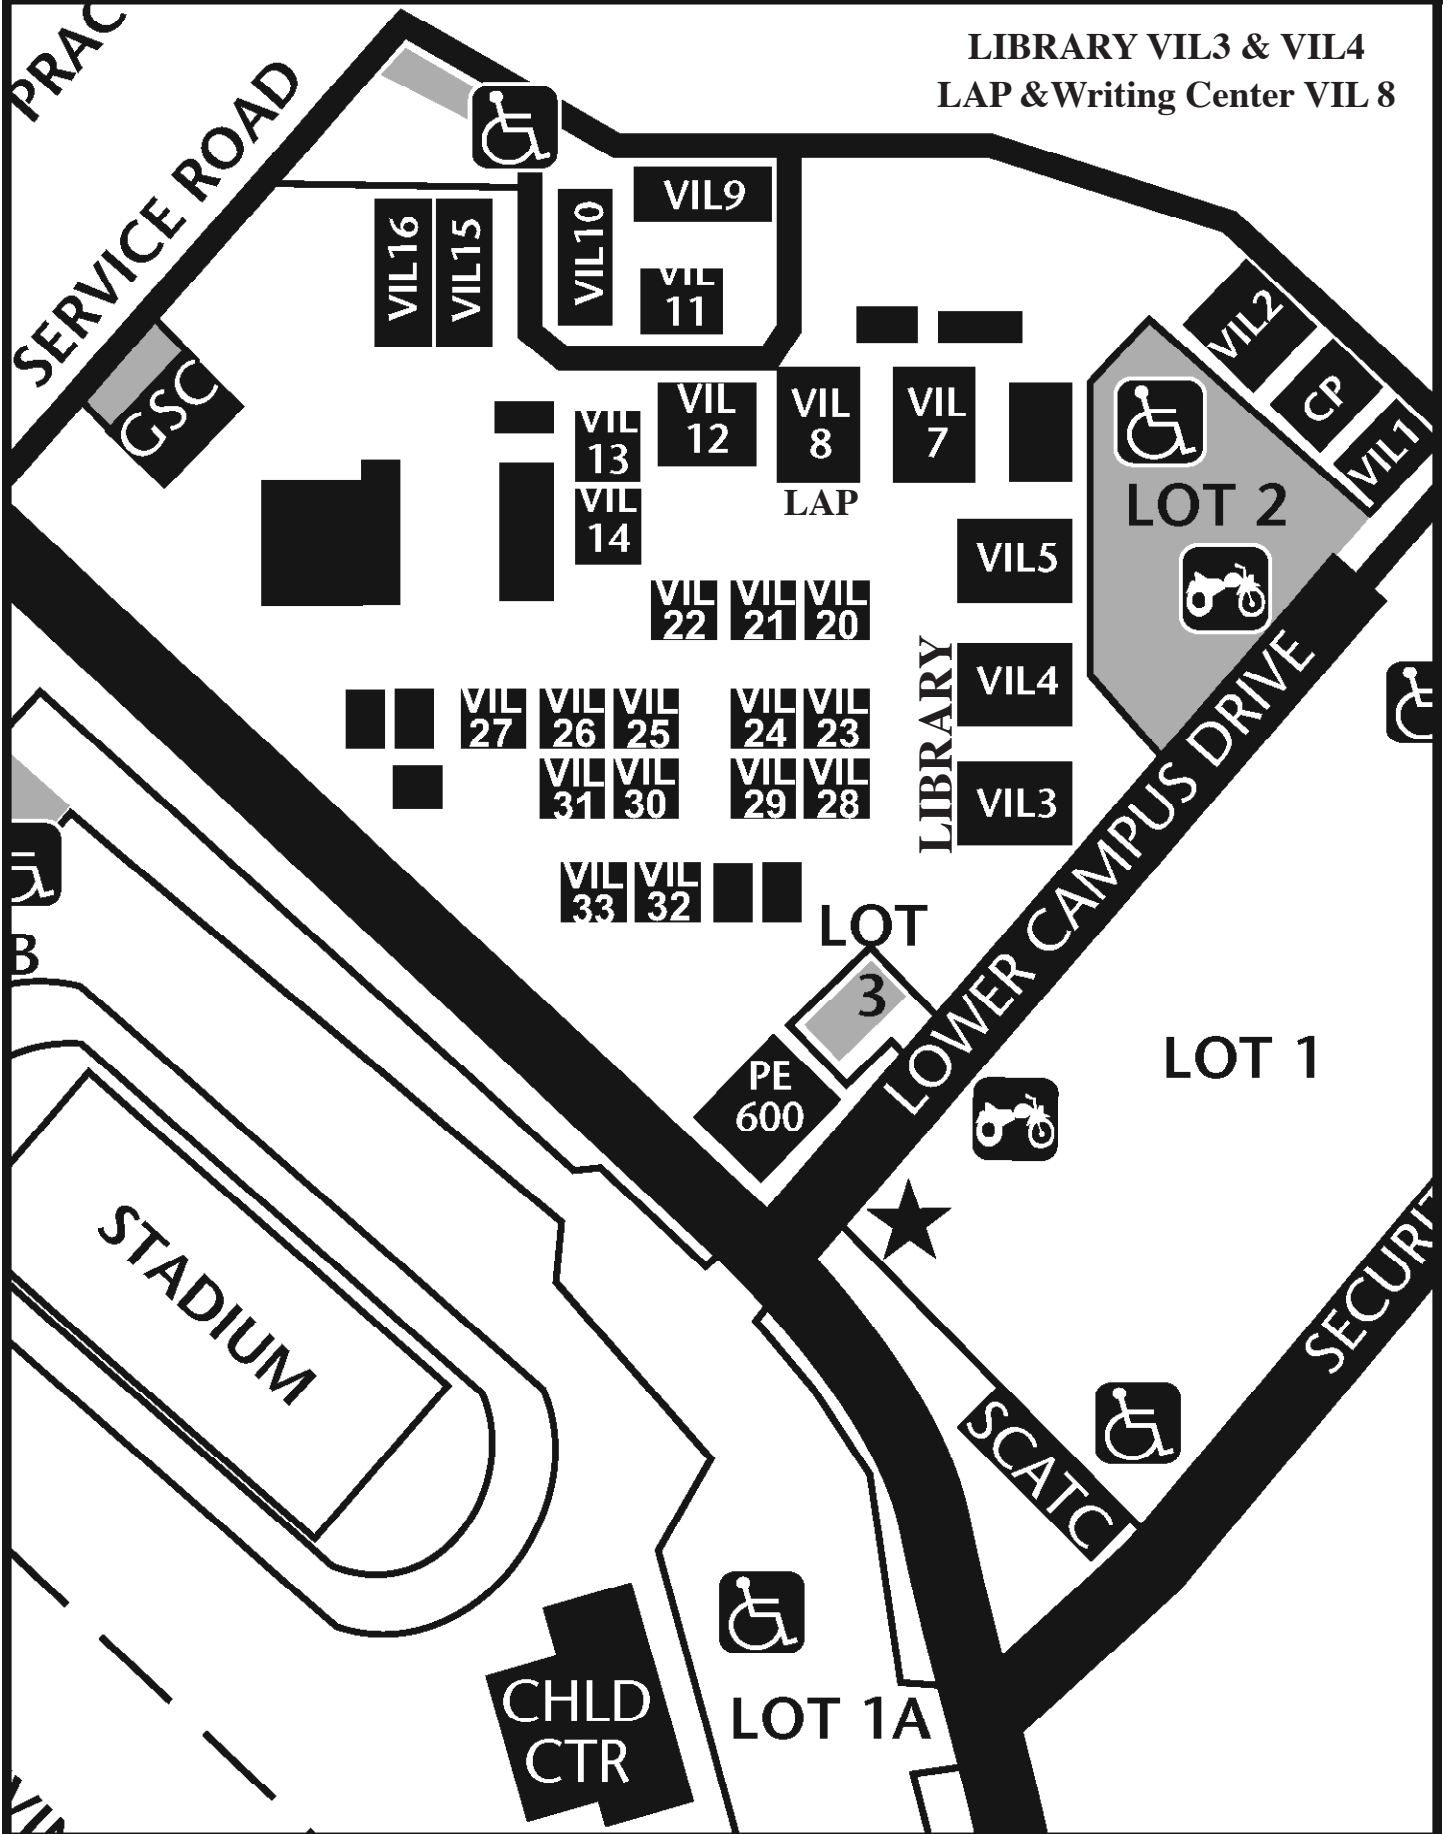 LIBRARY VIL3 & VIL4
LAP &Writing Center VIL 8
PRAC
SERVICE ROAD
VIL9
VIL16
VIL15
VIL10
VIL
11
VIL2
CP
VIL1
GSC
VIL
12
VIL
8
VIL
7
VIL
13
LAP
LOT 2
VIL
14
VIL5
VIL
22
VIL
21
VIL
20
LIBRARY
VIL4
VIL
27
VIL
26
VIL
25
VIL
24
VIL
23
VIL
31
VIL
30
VIL
29
VIL
28
VIL3
LOWER CAMPUS DRIVE
VIL
33
VIL
32
LOT
3
B
PE
600
LOT 1
STADIUM
SECURIT
SCATC
CHLD
CTR
LOT 1A